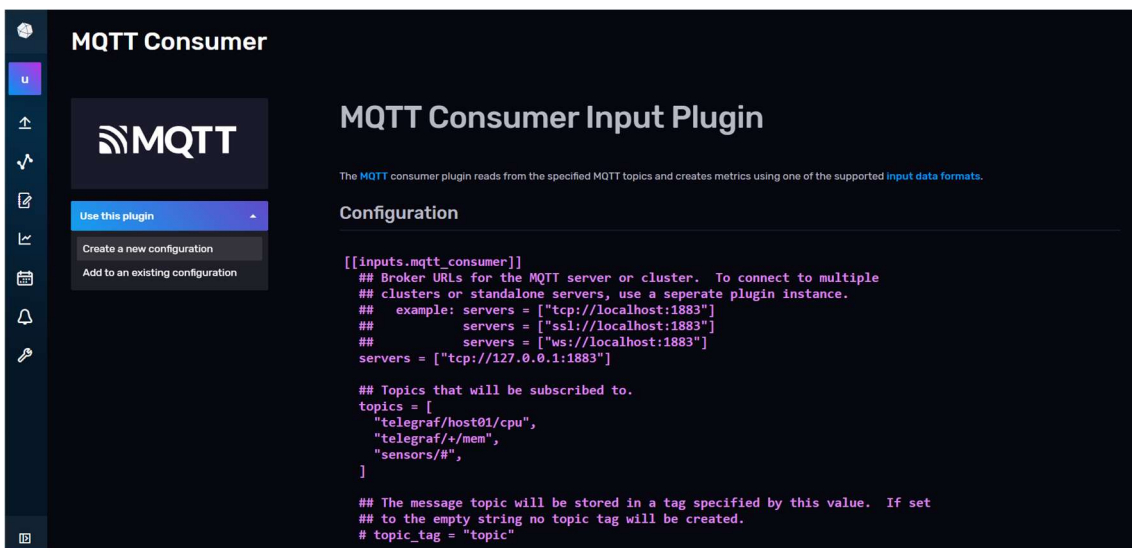 MQTT Consumer
u
MQTT
Use this plugin
Create a new configuration
Add to an existing configuration
MQTT Consumer Input Plugin
The MQTT consumer plugin reads from the specified MQTT topics and creates metrics using one of the supported input data formats.
Configuration
[[inputs.mqtt_consumer]]
## Broker URLs for the MQTT server or cluster.  To connect to multiple
## clusters or standalone servers, use a seperate plugin instance.
##   example: servers = ["tcp://localhost:1883"]
##            servers = ["ssl://localhost:1883"]
##            servers = ["ws://localhost:1883"]
servers = ["tcp://127.0.0.1:1883"]
## Topics that will be subscribed to.
topics = [
"telegraf/host01/cpu",
"telegraf/+/mem",
"sensors/#",
]
## The message topic will be stored in a tag specified by this value.  If set
## to the empty string no topic tag will be created.
# topic_tag = "topic"